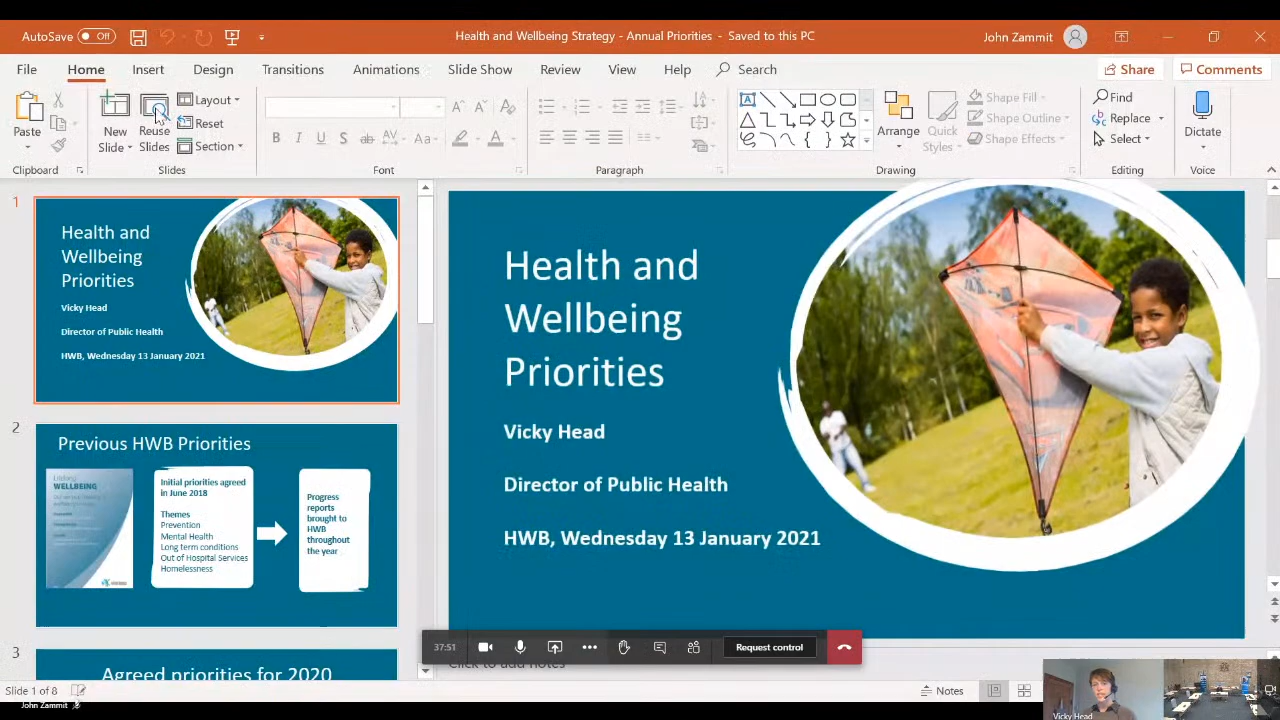 AutoSave Off
Health and Wellbeing Strategy - Annual Priorities - Saved to this PC
John Zammit
File Home Insert Design Transitions Animations Slide Show Review View Help Search
Share Comments
Paste
New Slide
Reuse Slides
Layout
Reset
Section
B I U S ab AV Aa A
Arrange
Quick Styles
Shape Fill
Shape Outline
Shape Effects
Find
Replace
Select
Dictate
Clipboard Slides Font Paragraph Drawing Editing Voice
1
Health and
Wellbeing
Priorities
Vicky Head
Director of Public Health
HWB, Wednesday 13 January 2021
2
Previous HWB Priorities
WELLBEING
Initial priorities agreed
in June 2018
Themes
Prevention
Mental Health
Long term conditions
Out of Hospital Services
Homelessness
Progress
reports
brought to
HWB
throughout
the year
3
Agreed priorities for 2020
Health and
Wellbeing
Priorities
Vicky Head
Director of Public Health
HWB, Wednesday 13 January 2021
37:51
Request control
Click to add notes
Slide 1 of 8
Notes
John Zammit
Vicky Head